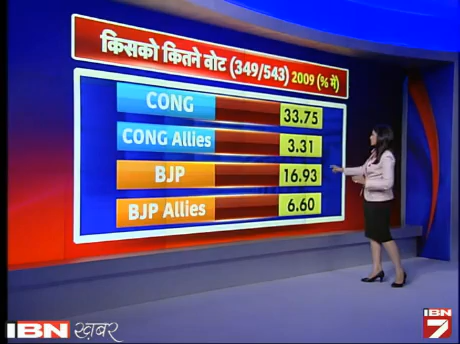 किसको कितने वोट (349/543) 2009 (% में)
CONG 33.75
CONG Allies 3.31
BJP 16.93
BJP Allies 6.60
IBN ख़बर
IBN
7